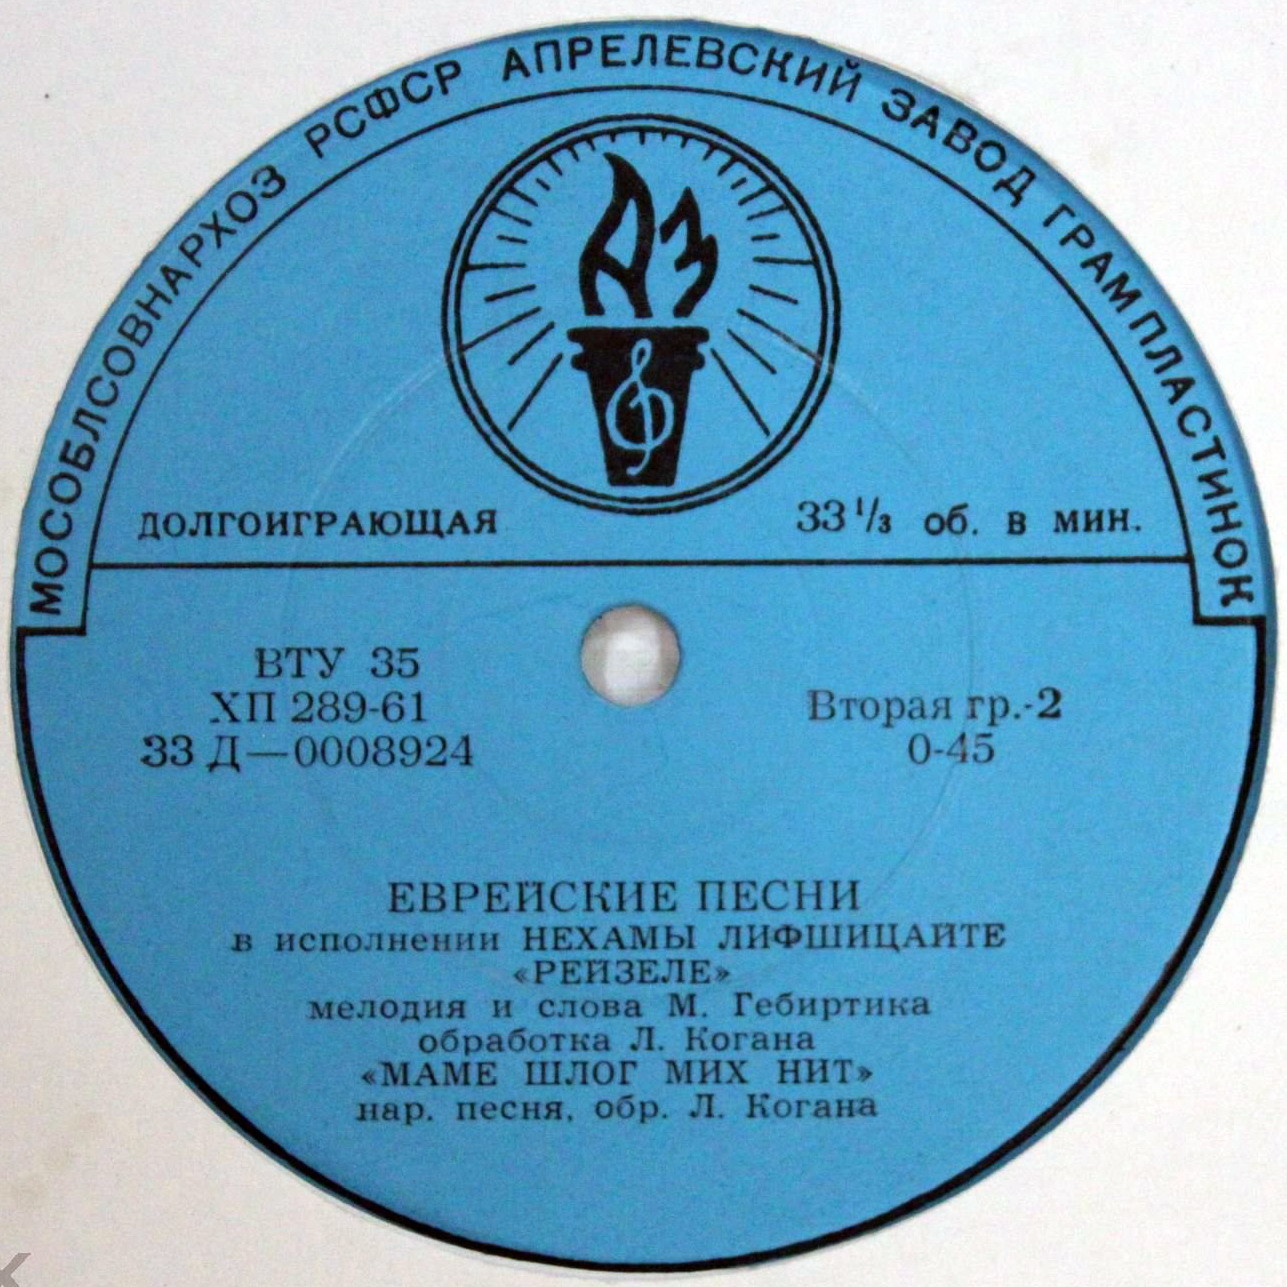 МОСОБЛСОВНАРХОЗ РСФСР АПРЕЛЕВСКИЙ ЗАВОД ГРАМПЛАСТИНОК
АЗ
ДОЛГОИГРАЮЩАЯ 33 1/3 об. в мин.
ВТУ 35
ХП 289-61 Вторая гр.-2
33 Д—0008924 0-45
ЕВРЕЙСКИЕ ПЕСНИ
в исполнении НЕХАМЫ ЛИФШИЦАЙТЕ
«РЕЙЗЕЛЕ»
мелодия и слова М. Гебиртика
обработка Л. Когана
«МАМЕ ШЛОГ МИХ НИТ»
нар. песня, обр. Л. Когана